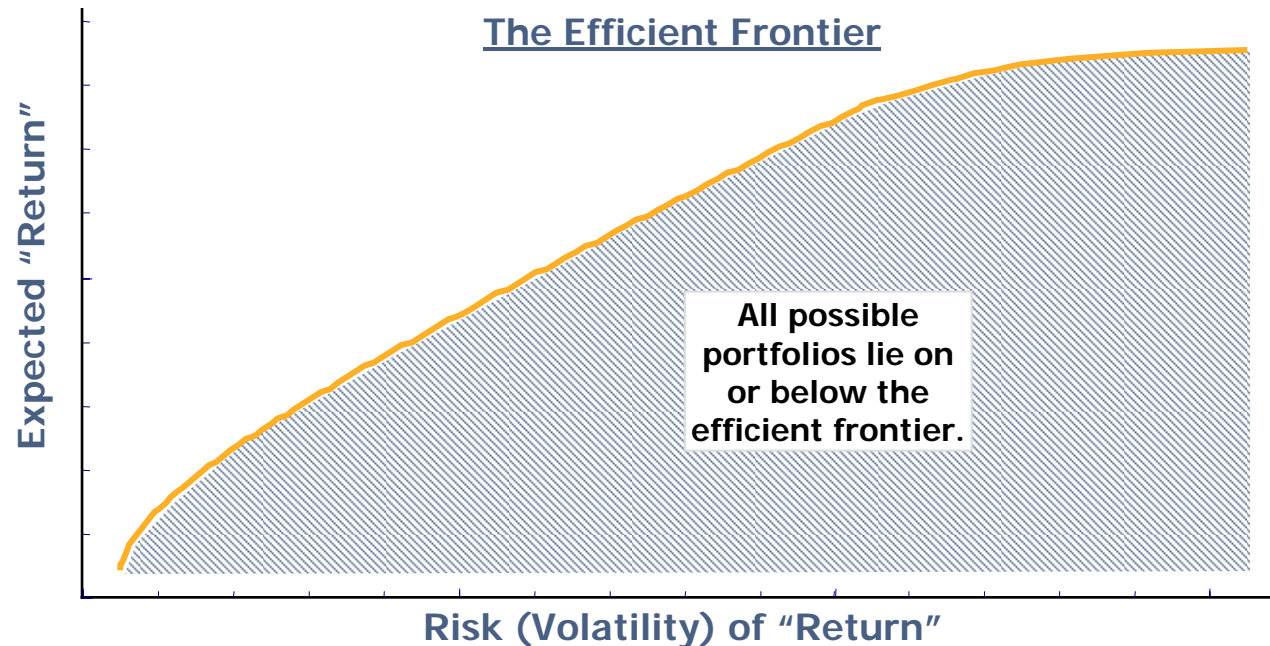 The Efficient Frontier
Expected “Return”
All possible
portfolios lie on
or below the
efficient frontier.
Risk (Volatility) of “Return”